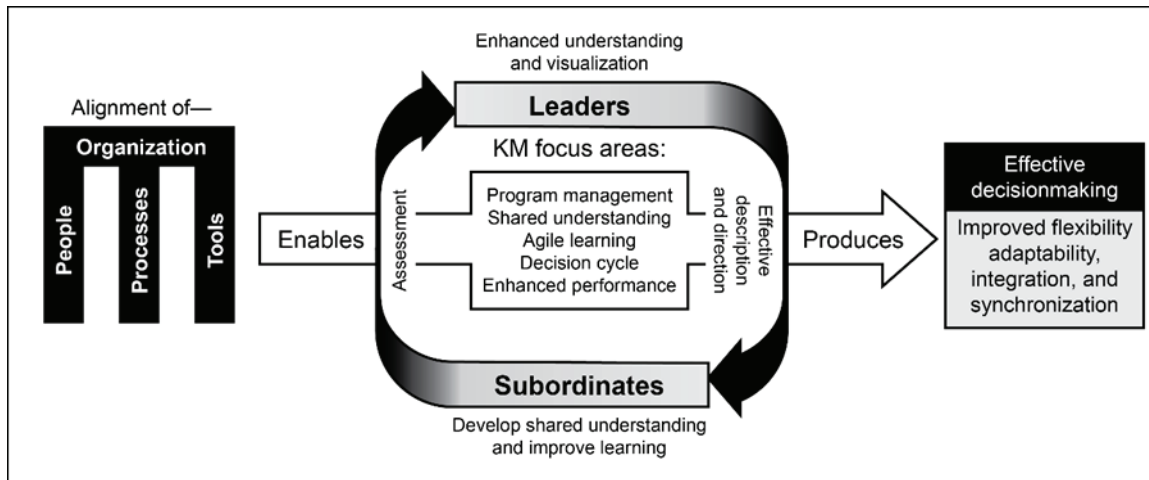 Alignment of—
Organization
People
Processes
Tools
Enables
Enhanced understanding
and visualization
Leaders
KM focus areas:
Assessment
Program management
Shared understanding
Agile learning
Decision cycle
Enhanced performance
Effective
description
and direction
Subordinates
Develop shared understanding
and improve learning
Produces
Effective
decisionmaking
Improved flexibility
adaptability,
integration, and
synchronization